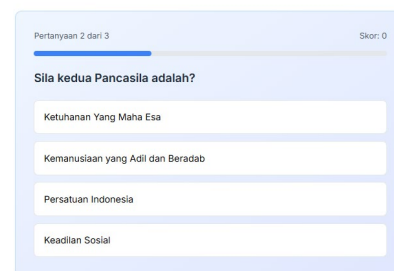 Pertanyaan 2 dari 3
Skor: 0
Sila kedua Pancasila adalah?
Ketuhanan Yang Maha Esa
Kemanusiaan yang Adil dan Beradab
Persatuan Indonesia
Keadilan Sosial